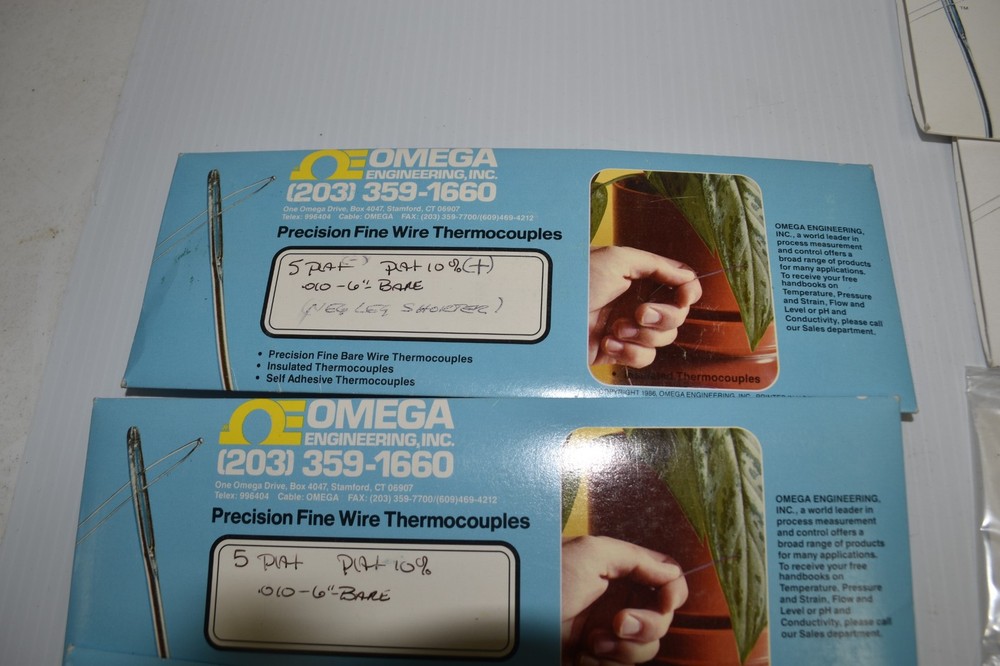 OMEGA
ENGINEERING, INC.
(203) 359-1660
One Omega Drive, Box 4047, Stamford, CT 06907
Telex: 996404 Cable: OMEGA FAX: (203) 359-7700/(609)469-4212
Precision Fine Wire Thermocouples
5 PLAT(-) PLAT 10%(+)
.010-6" BARE
(NEG LEG SHORTER)
• Precision Fine Bare Wire Thermocouples
• Insulated Thermocouples
• Self Adhesive Thermocouples
OMEGA ENGINEERING,
INC., a world leader in
process measurement
and control offers a
broad range of products
for many applications.
To receive your free
handbooks on
Temperature, Pressure
and Strain, Flow and
Level or pH and
Conductivity, please call
our Sales department.
Thermocouples
COPYRIGHT 1986, OMEGA ENGINEERING, INC.
OMEGA
ENGINEERING, INC.
(203) 359-1660
One Omega Drive, Box 4047, Stamford, CT 06907
Telex: 996404 Cable: OMEGA FAX: (203) 359-7700/(609)469-4212
Precision Fine Wire Thermocouples
5 PLAT PLAT 10%
.010-6"-BARE
OMEGA ENGINEERING,
INC., a world leader in
process measurement
and control offers a
broad range of products
for many applications.
To receive your free
handbooks on
Temperature, Pressure
and Strain, Flow and
Level or pH and
Conductivity, please call
our Sales department.